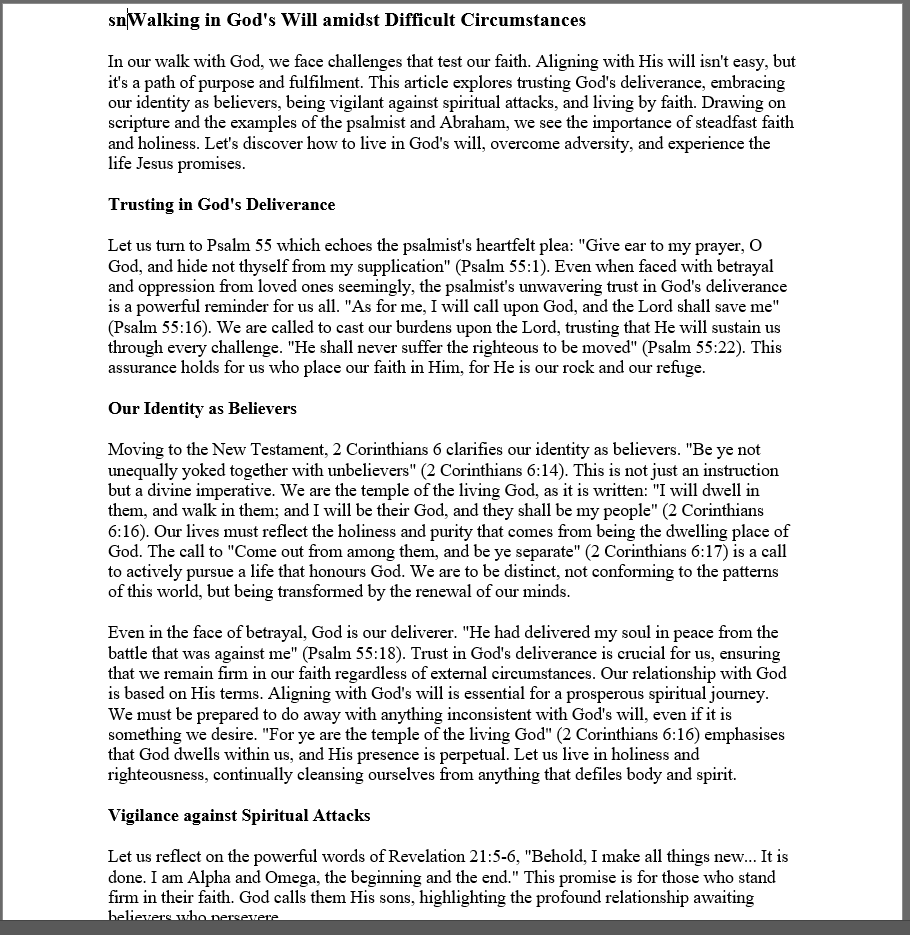 snWalking in God's Will amidst Difficult Circumstances
In our walk with God, we face challenges that test our faith. Aligning with His will isn't easy, but
it's a path of purpose and fulfilment. This article explores trusting God's deliverance, embracing
our identity as believers, being vigilant against spiritual attacks, and living by faith. Drawing on
scripture and the examples of the psalmist and Abraham, we see the importance of steadfast faith
and holiness. Let's discover how to live in God's will, overcome adversity, and experience the
life Jesus promises.
Trusting in God's Deliverance
Let us turn to Psalm 55 which echoes the psalmist's heartfelt plea: "Give ear to my prayer, O
God, and hide not thyself from my supplication" (Psalm 55:1). Even when faced with betrayal
and oppression from loved ones seemingly, the psalmist's unwavering trust in God's deliverance
is a powerful reminder for us all. "As for me, I will call upon God, and the Lord shall save me"
(Psalm 55:16). We are called to cast our burdens upon the Lord, trusting that He will sustain us
through every challenge. "He shall never suffer the righteous to be moved" (Psalm 55:22). This
assurance holds for us who place our faith in Him, for He is our rock and our refuge.
Our Identity as Believers
Moving to the New Testament, 2 Corinthians 6 clarifies our identity as believers. "Be ye not
unequally yoked together with unbelievers" (2 Corinthians 6:14). This is not just an instruction
but a divine imperative. We are the temple of the living God, as it is written: "I will dwell in
them, and walk in them; and I will be their God, and they shall be my people" (2 Corinthians
6:16). Our lives must reflect the holiness and purity that comes from being the dwelling place of
God. The call to "Come out from among them, and be ye separate" (2 Corinthians 6:17) is a call
to actively pursue a life that honours God. We are to be distinct, not conforming to the patterns
of this world, but being transformed by the renewal of our minds.
Even in the face of betrayal, God is our deliverer. "He had delivered my soul in peace from the
battle that was against me" (Psalm 55:18). Trust in God's deliverance is crucial for us, ensuring
that we remain firm in our faith regardless of external circumstances. Our relationship with God
is based on His terms. Aligning with God's will is essential for a prosperous spiritual journey.
We must be prepared to do away with anything inconsistent with God's will, even if it is
something we desire. "For ye are the temple of the living God" (2 Corinthians 6:16) emphasises
that God dwells within us, and His presence is perpetual. Let us live in holiness and
righteousness, continually cleansing ourselves from anything that defiles body and spirit.
Vigilance against Spiritual Attacks
Let us reflect on the powerful words of Revelation 21:5-6, "Behold, I make all things new... It is
done. I am Alpha and Omega, the beginning and the end." This promise is for those who stand
firm in their faith. God calls them His sons, highlighting the profound relationship awaiting
believers who persevere.